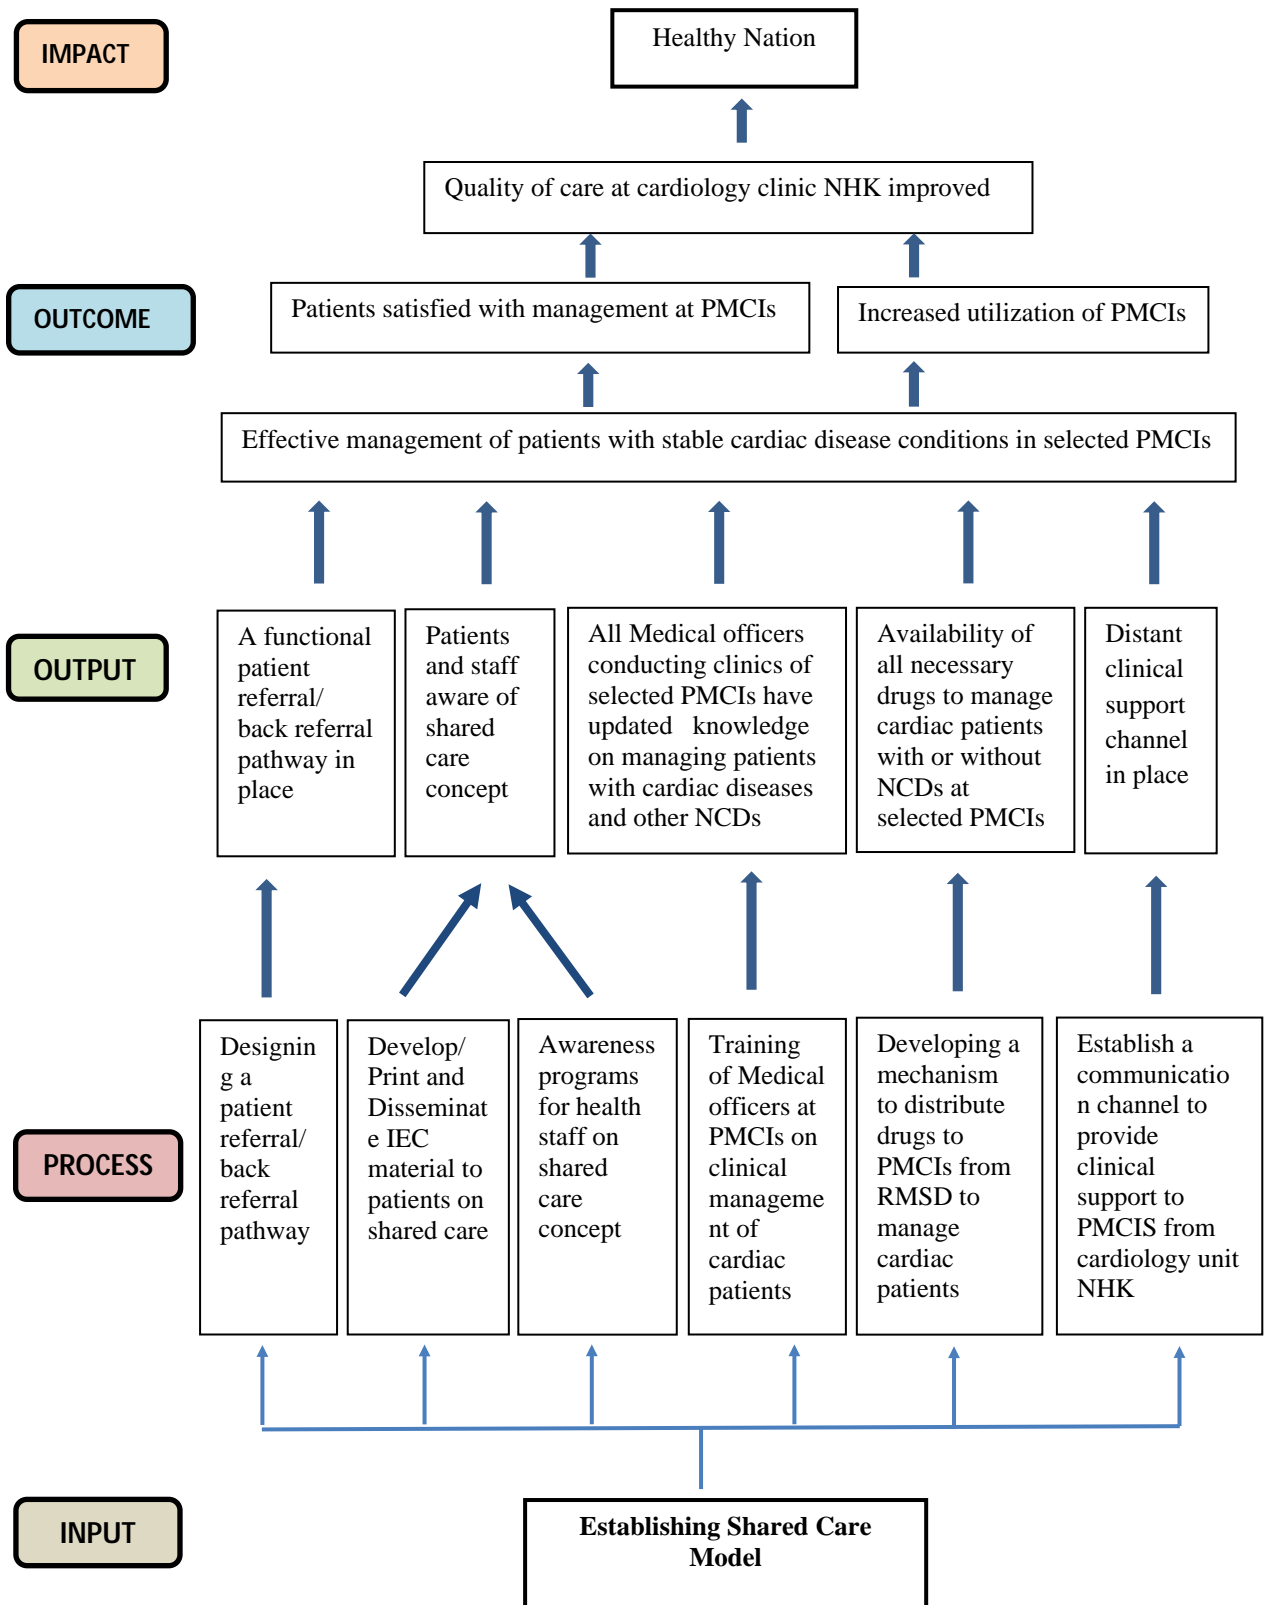 IMPACT
Healthy Nation
Quality of care at cardiology clinic NHK improved
OUTCOME
Patients satisfied with management at PMCIs
Increased utilization of PMCIs
Effective management of patients with stable cardiac disease conditions in selected PMCIs
OUTPUT
A functional
patient
referral/
back referral
pathway in
place
Patients
and staff
aware of
shared
care
concept
All Medical officers
conducting clinics of
selected PMCIs have
updated knowledge
on managing patients
with cardiac diseases
and other NCDs
Availability of
all necessary
drugs to manage
cardiac patients
with or without
NCDs at
selected PMCIs
Distant
clinical
support
channel
in place
PROCESS
Designin
g a
patient
referral/
back
referral
pathway
Develop/
Print and
Disseminat
e IEC
material to
patients on
shared care
Awareness
programs
for health
staff on
shared
care
concept
Training
of Medical
officers at
PMCIs on
clinical
manageme
nt of
cardiac
patients
Developing a
mechanism
to distribute
drugs to
PMCIs from
RMSD to
manage
cardiac
patients
Establish a
communicatio
n channel to
provide
clinical
support to
PMCIS from
cardiology unit
NHK
INPUT
Establishing Shared Care
Model